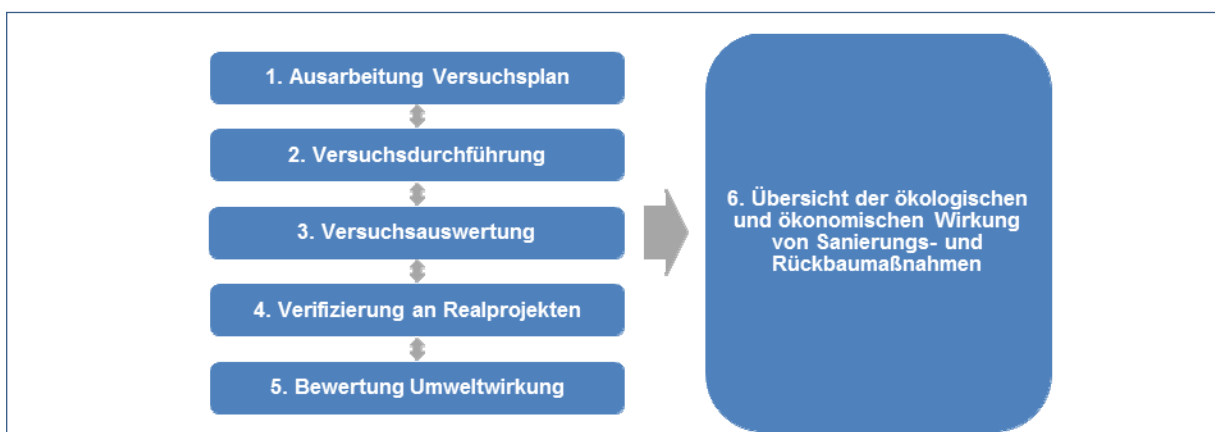 1. Ausarbeitung Versuchsplan
2. Versuchsdurchführung
3. Versuchsauswertung
4. Verifizierung an Realprojekten
5. Bewertung Umweltwirkung
6. Übersicht der ökologischen
und ökonomischen Wirkung
von Sanierungs- und
Rückbaumaßnahmen